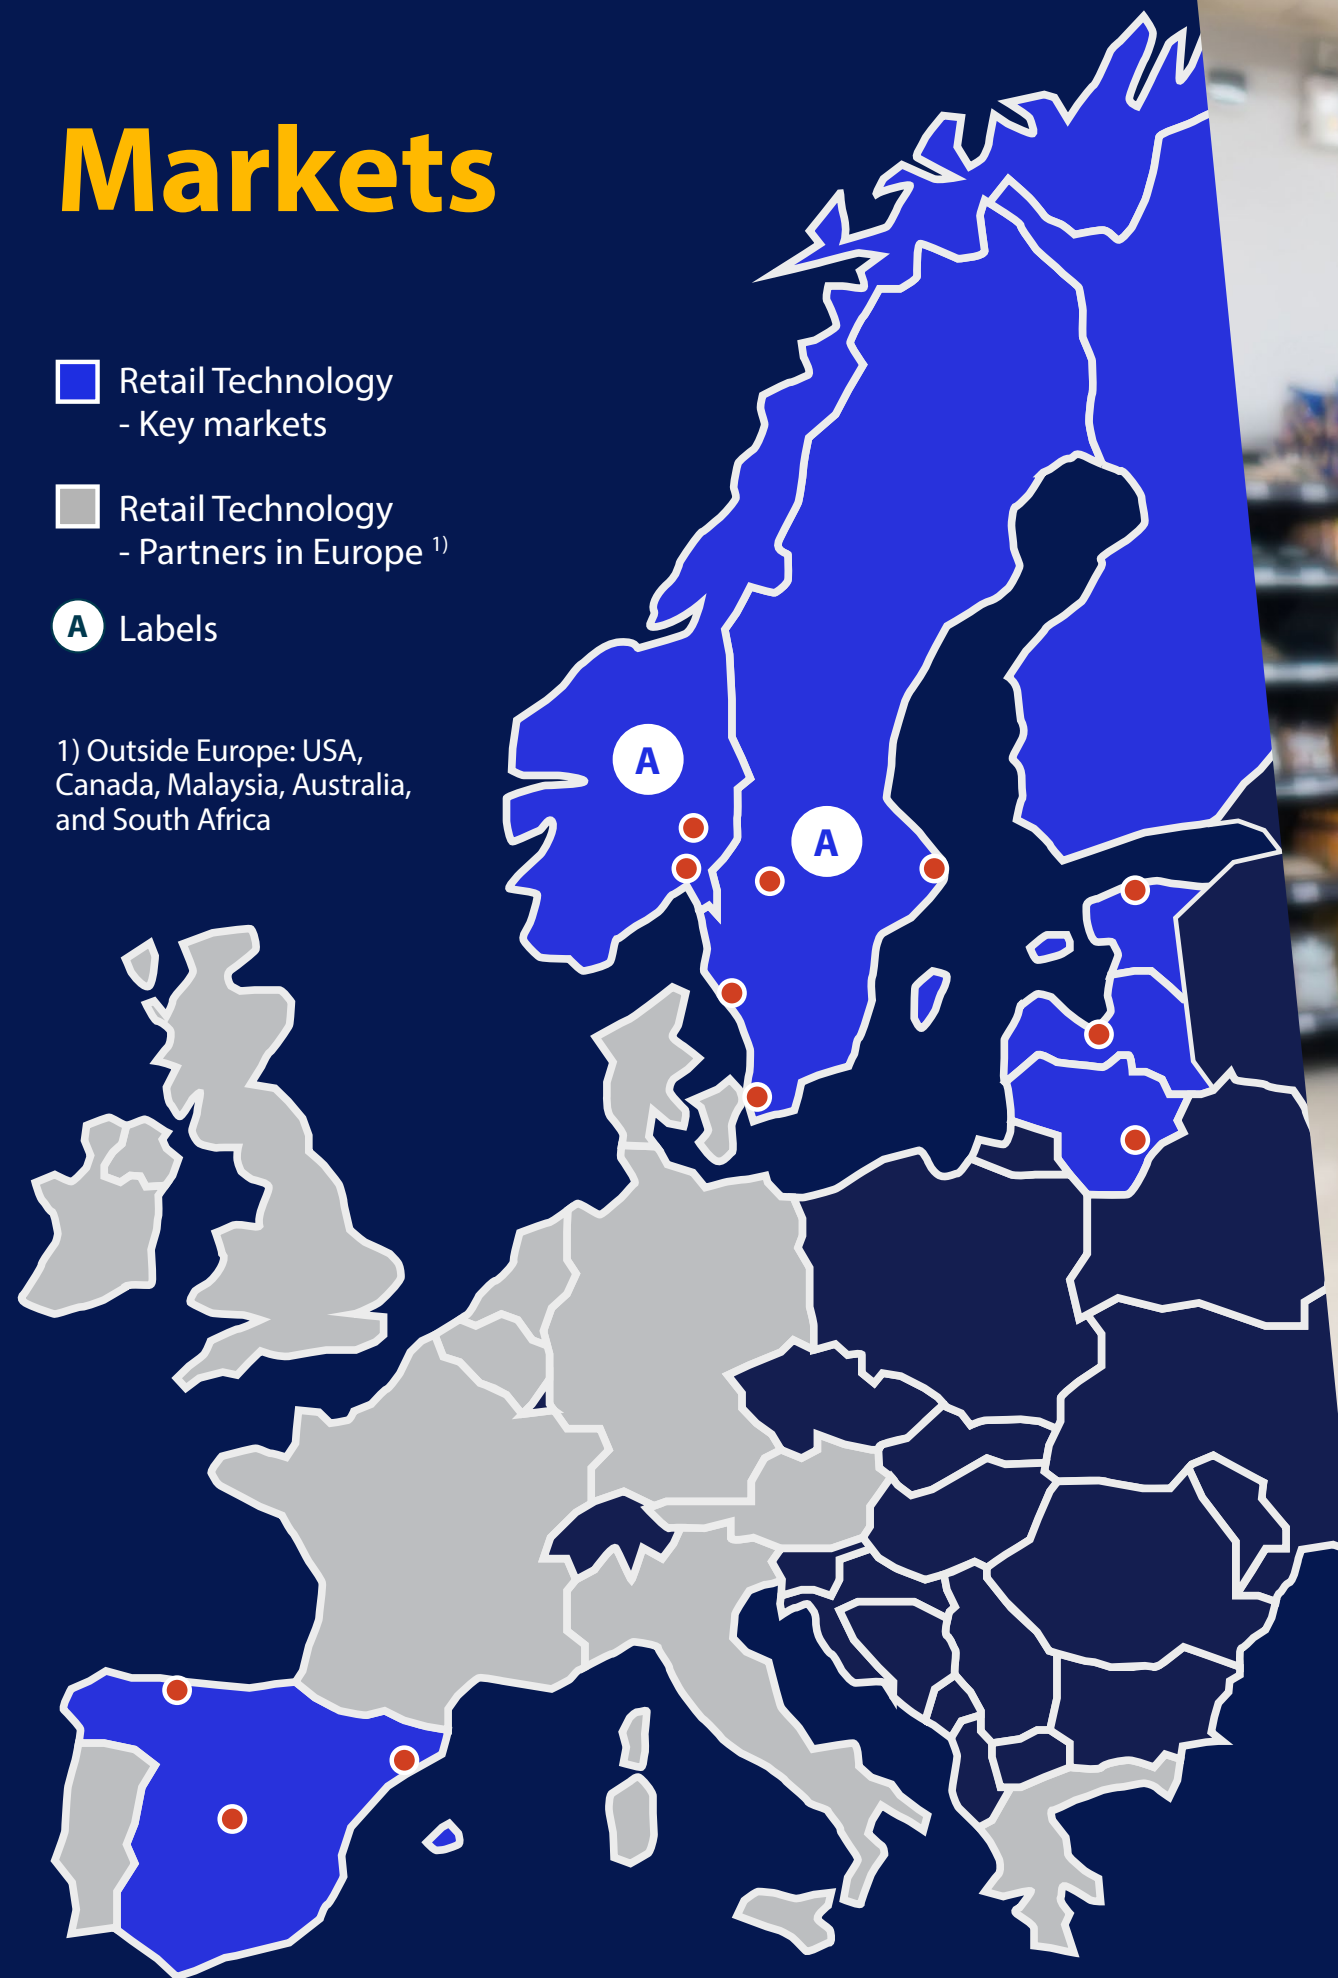 Markets
Retail Technology
- Key markets
Retail Technology
- Partners in Europe 1)
A Labels
1) Outside Europe: USA,
Canada, Malaysia, Australia,
and South Africa
A
A